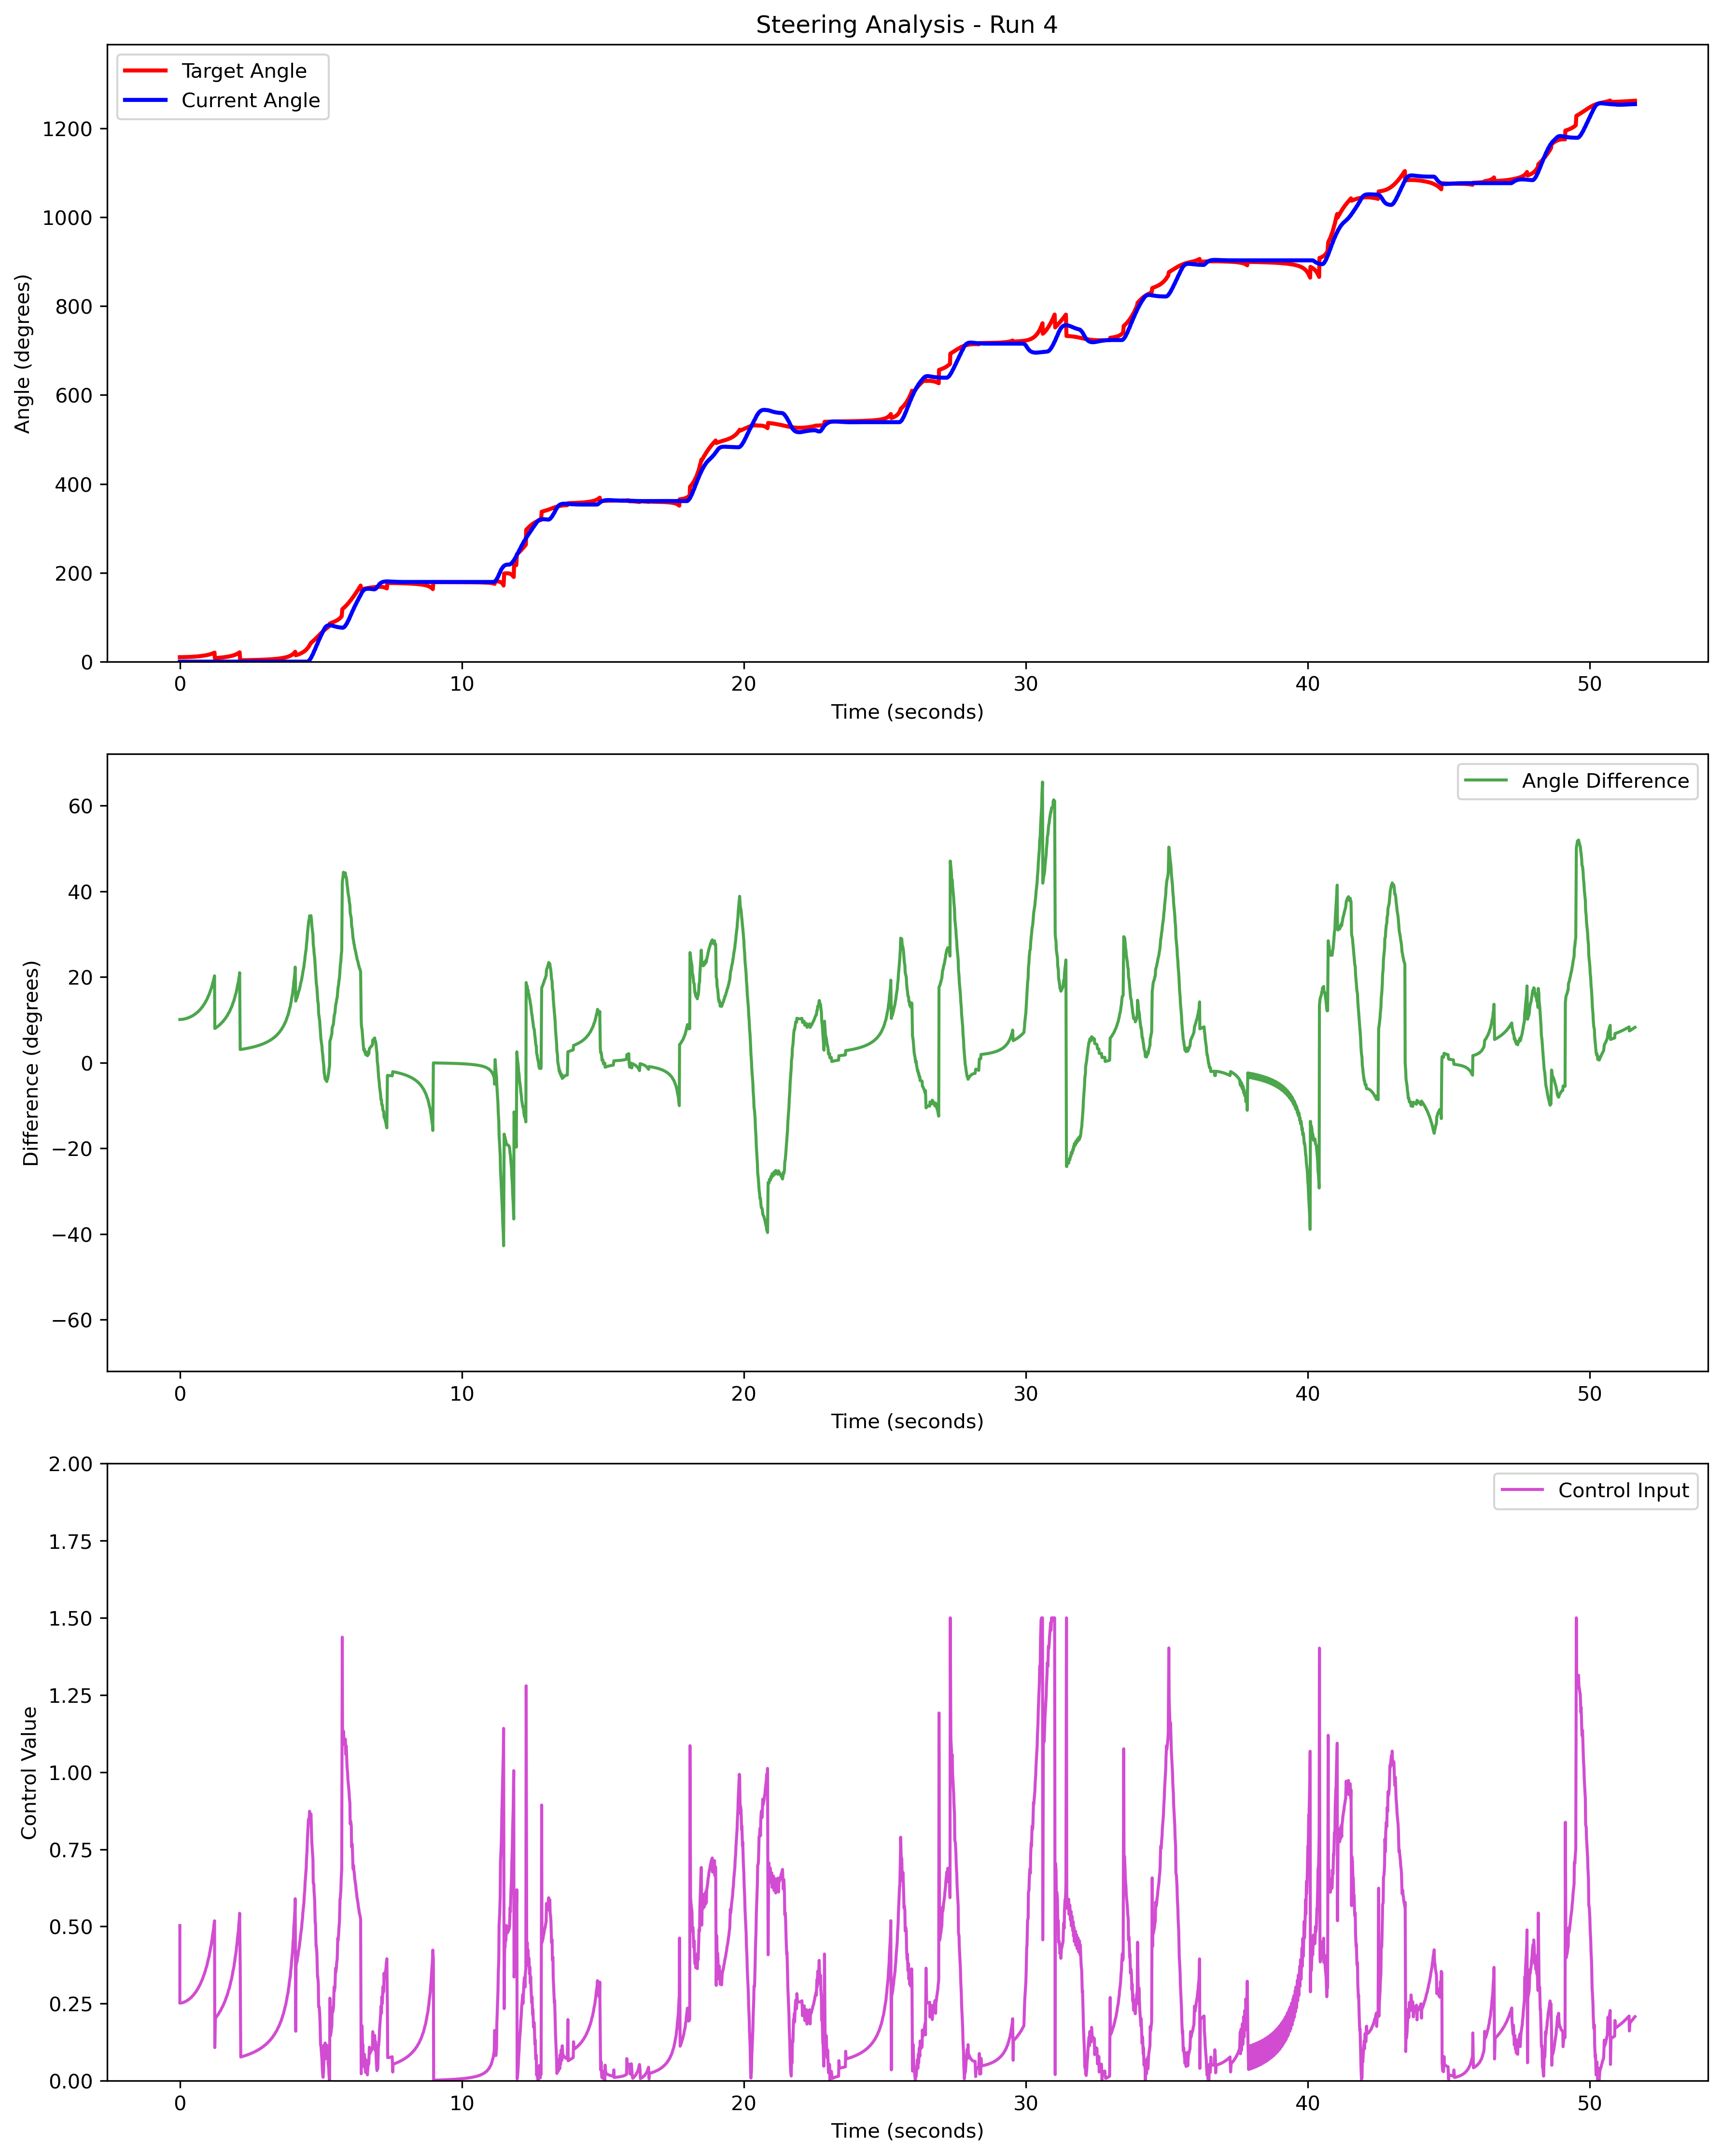 Steering Analysis - Run 4
Target Angle
Current Angle
Angle (degrees)
1200
1000
800
600
400
200
0
0 10 20 30 40 50
Time (seconds)
Angle Difference
Difference (degrees)
60
40
20
0
−20
−40
−60
0 10 20 30 40 50
Time (seconds)
Control Input
Control Value
2.00
1.75
1.50
1.25
1.00
0.75
0.50
0.25
0.00
0 10 20 30 40 50
Time (seconds)